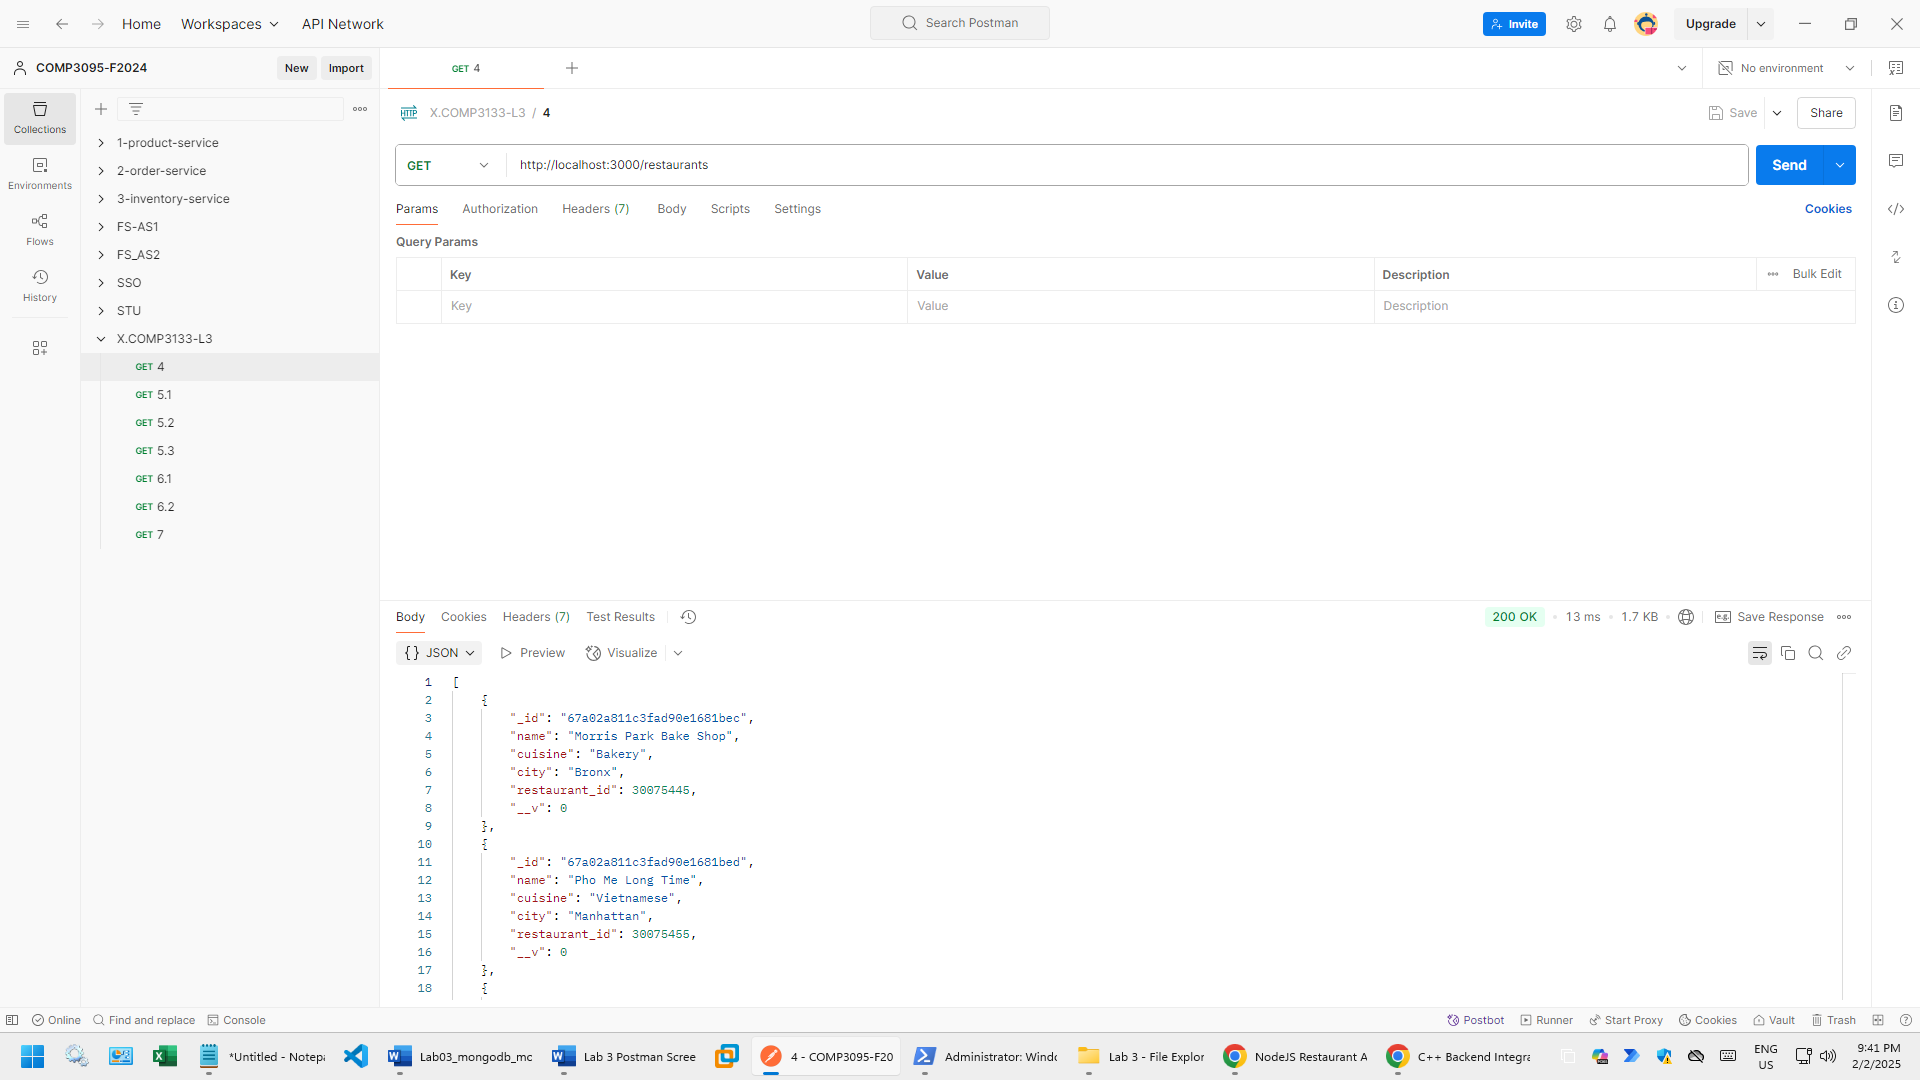 Home
Workspaces
API Network
Search Postman
Invite
Upgrade
COMP3095-F2024
New
Import
GET 4
No environment
Collections
Environments
Flows
History
1-product-service
2-order-service
3-inventory-service
FS-AS1
FS_AS2
SSO
STU
X.COMP3133-L3
GET 4
GET 5.1
GET 5.2
GET 5.3
GET 6.1
GET 6.2
GET 7
HTTP X.COMP3133-L3 / 4
Save
Share
GET
http://localhost:3000/restaurants
Send
Params
Authorization
Headers (7)
Body
Scripts
Settings
Cookies
Query Params
Key
Value
Description
Bulk Edit
Key
Value
Description
Body
Cookies
Headers (7)
Test Results
200 OK
13 ms
1.7 KB
Save Response
{ } JSON
Preview
Visualize
1 [
2 {
3 "_id": "67a02a811c3fad90e1681bec",
4 "name": "Morris Park Bake Shop",
5 "cuisine": "Bakery",
6 "city": "Bronx",
7 "restaurant_id": 30075445,
8 "__v": 0
9 },
10 {
11 "_id": "67a02a811c3fad90e1681bed",
12 "name": "Pho Me Long Time",
13 "cuisine": "Vietnamese",
14 "city": "Manhattan",
15 "restaurant_id": 30075455,
16 "__v": 0
17 },
18 {
Online
Find and replace
Console
Postbot
Runner
Start Proxy
Cookies
Vault
Trash
*Untitled - Notepa
Lab03_mongodb_mc
Lab 3 Postman Scree
4 - COMP3095-F20
Administrator: Windo
Lab 3 - File Explor
NodeJS Restaurant A
C++ Backend Integra
ENG
US
9:41 PM
2/2/2025